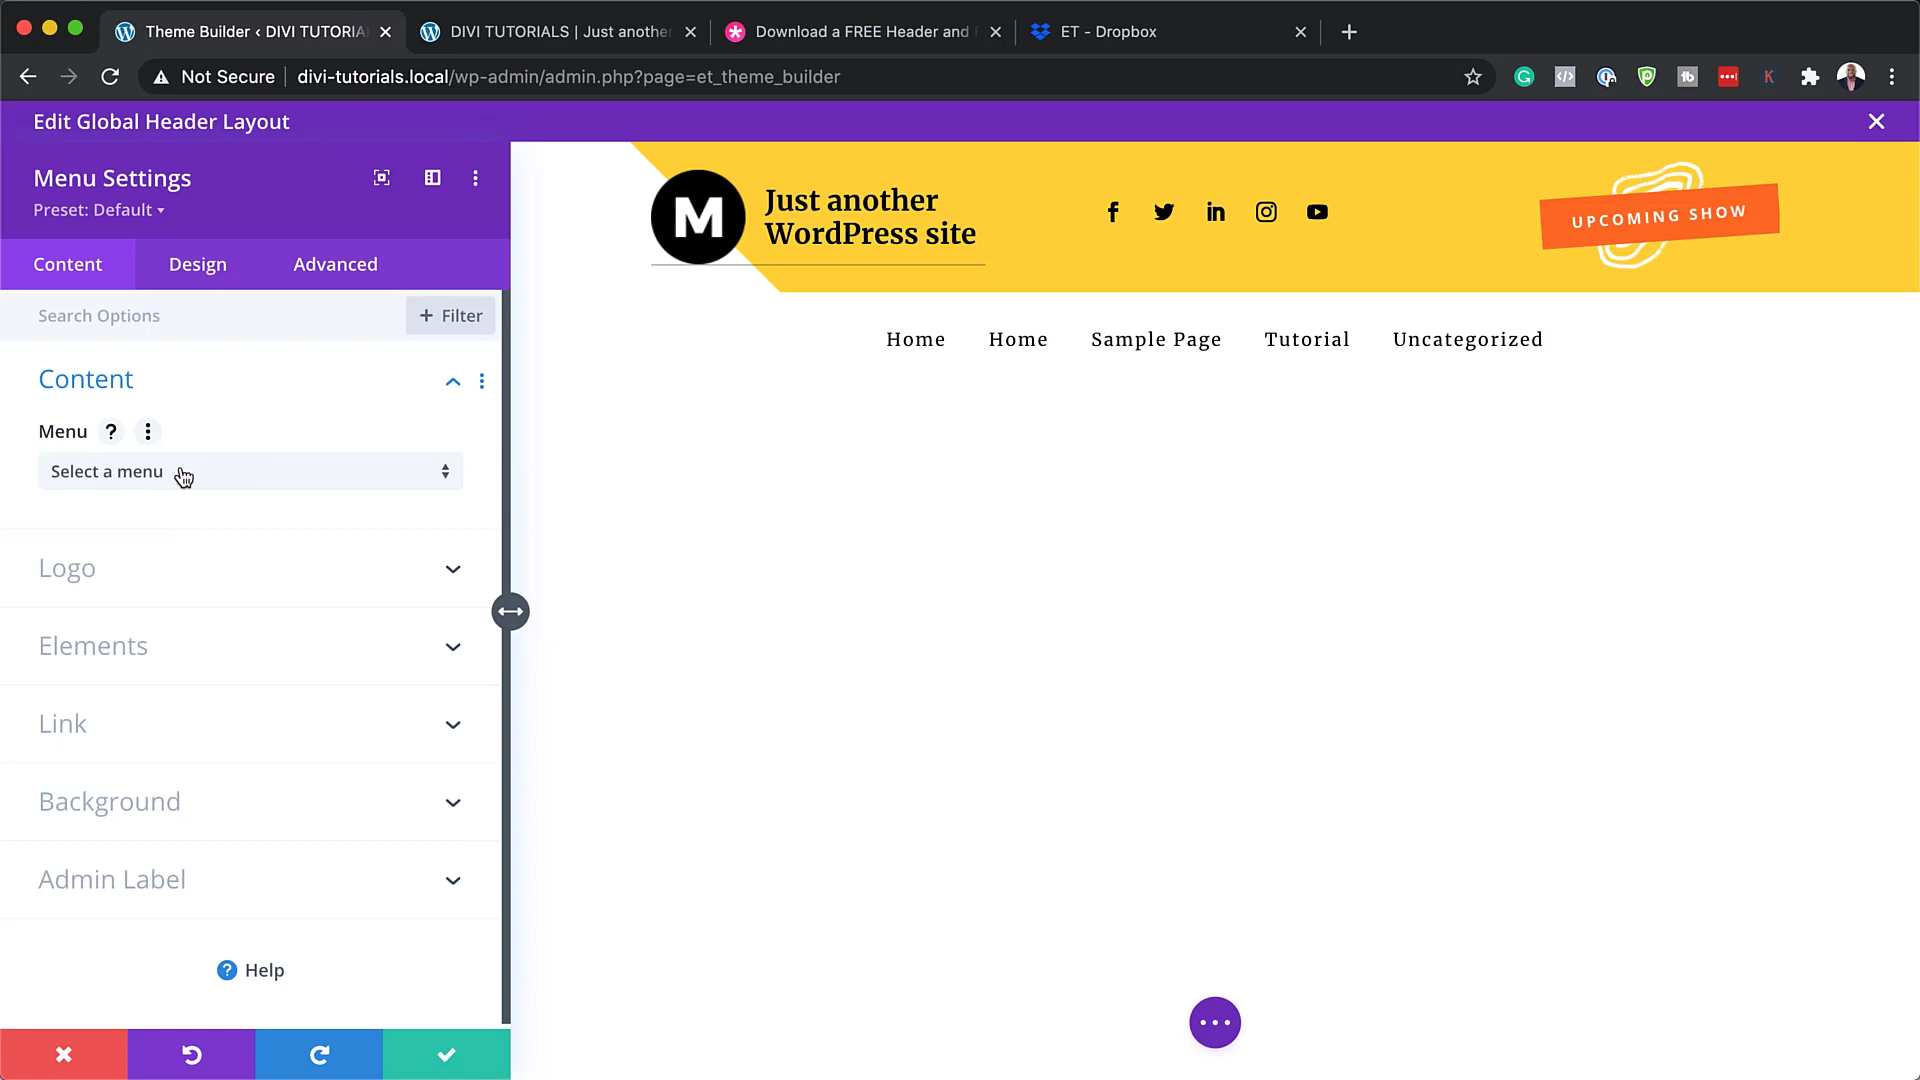 Theme Builder ‹ DIVI TUTORIA
DIVI TUTORIALS | Just anothe
Download a FREE Header and
ET - Dropbox
Not Secure
divi-tutorials.local/wp-admin/admin.php?page=et_theme_builder
Edit Global Header Layout
Menu Settings
Preset: Default
Content
Design
Advanced
Search Options
+ Filter
Content
Menu ?
Select a menu
Logo
Elements
Link
Background
Admin Label
? Help
M
Just another
WordPress site
UPCOMING SHOW
Home
Home
Sample Page
Tutorial
Uncategorized